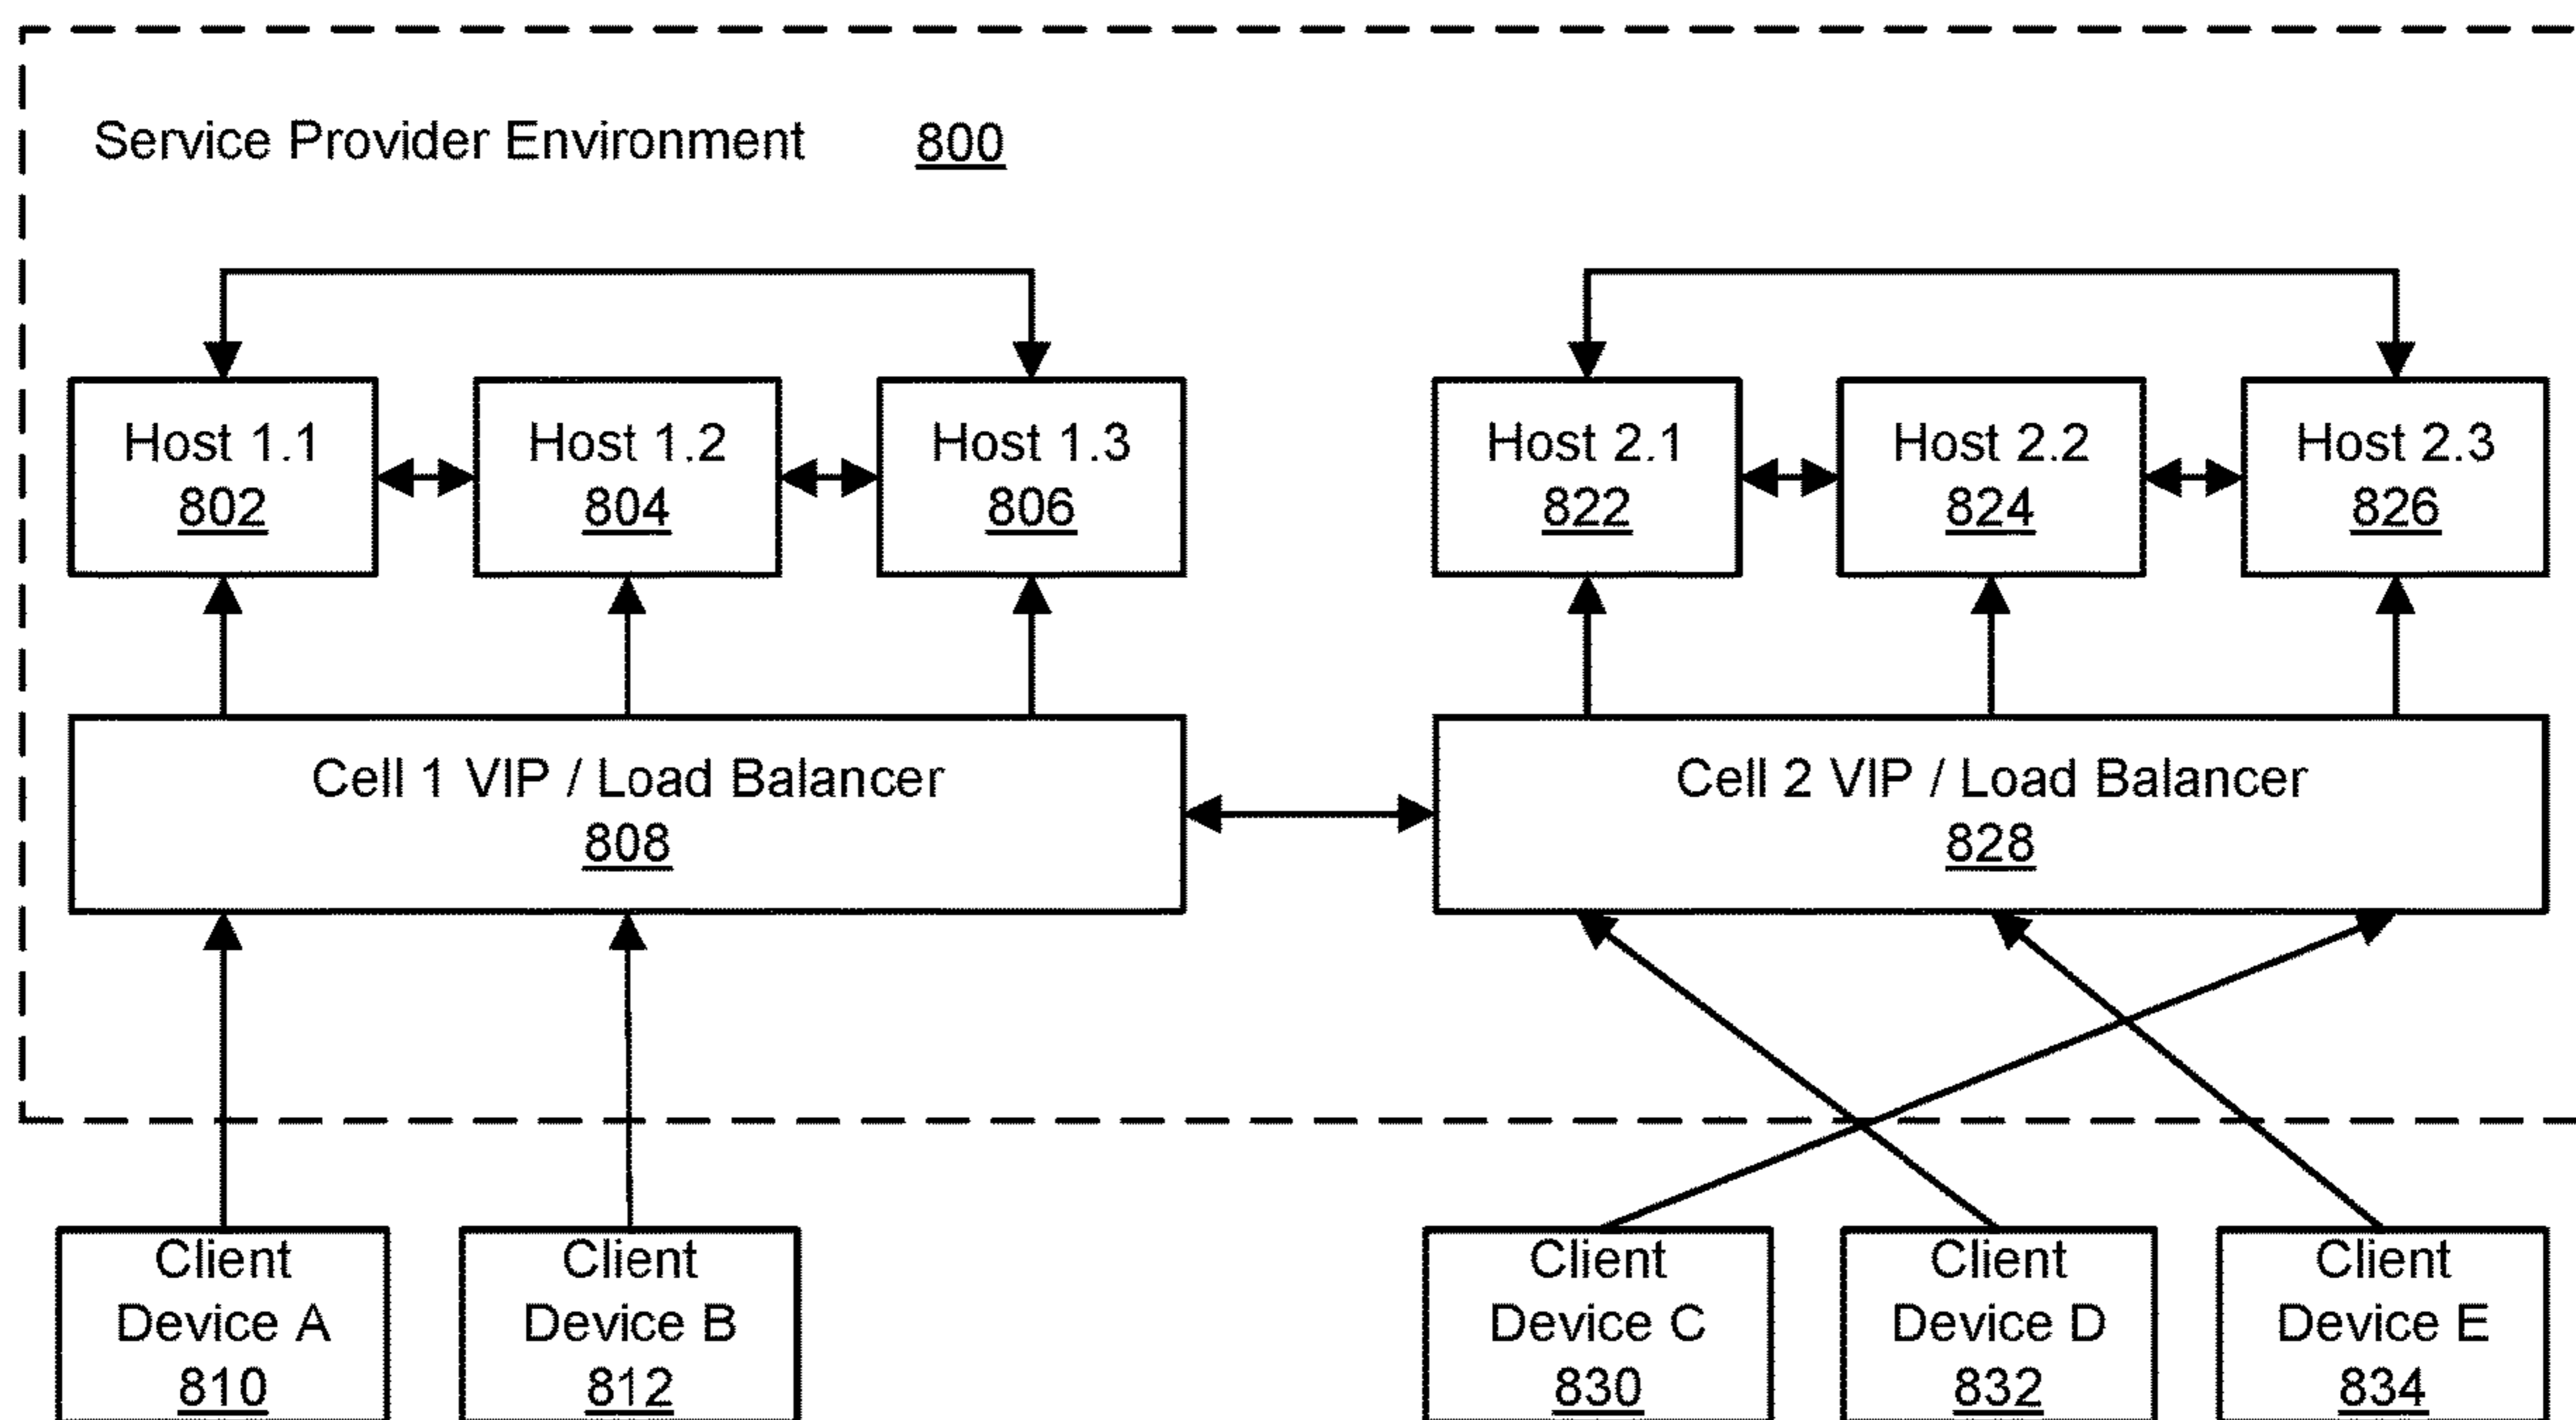 Service Provider Environment 800
Host 1.1
802
Host 1.2
804
Host 1.3
806
Host 2.1
822
Host 2.2
824
Host 2.3
826
Cell 1 VIP / Load Balancer
808
Cell 2 VIP / Load Balancer
828
Client
Device A
810
Client
Device B
812
Client
Device C
830
Client
Device D
832
Client
Device E
834